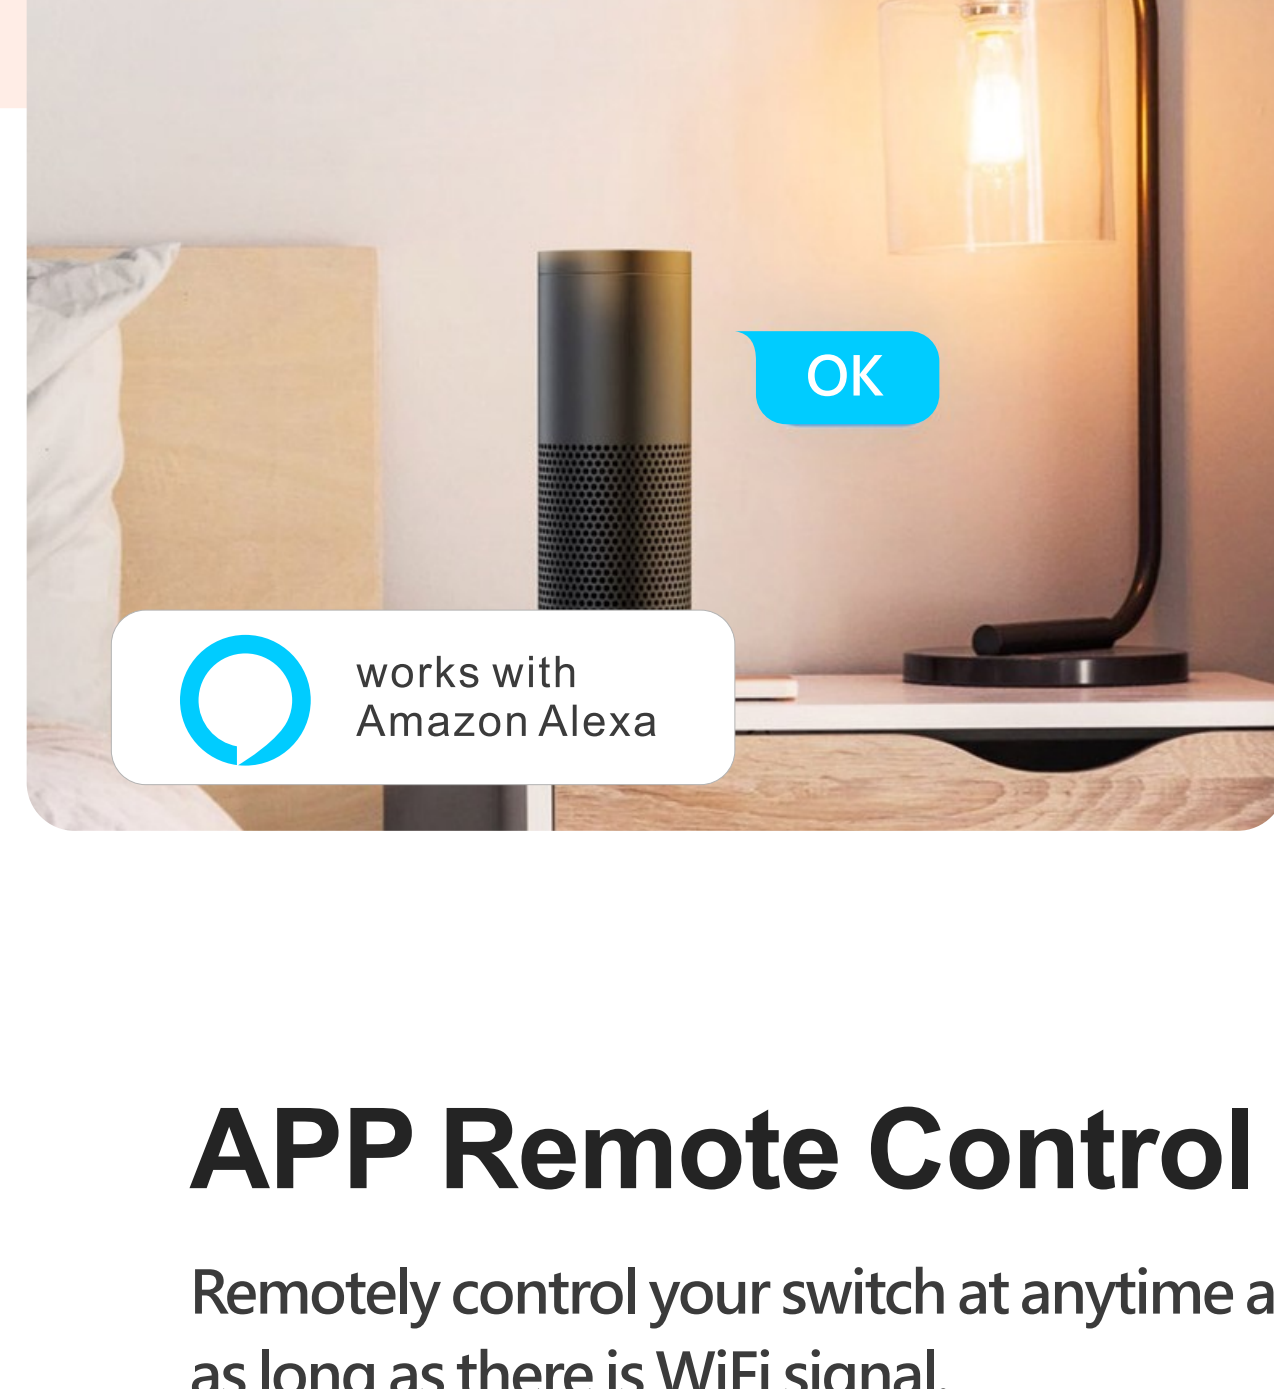 OK
works with
Amazon Alexa
APP Remote Control
Remotely control your switch at anytime a
as long as there is WiFi signal.